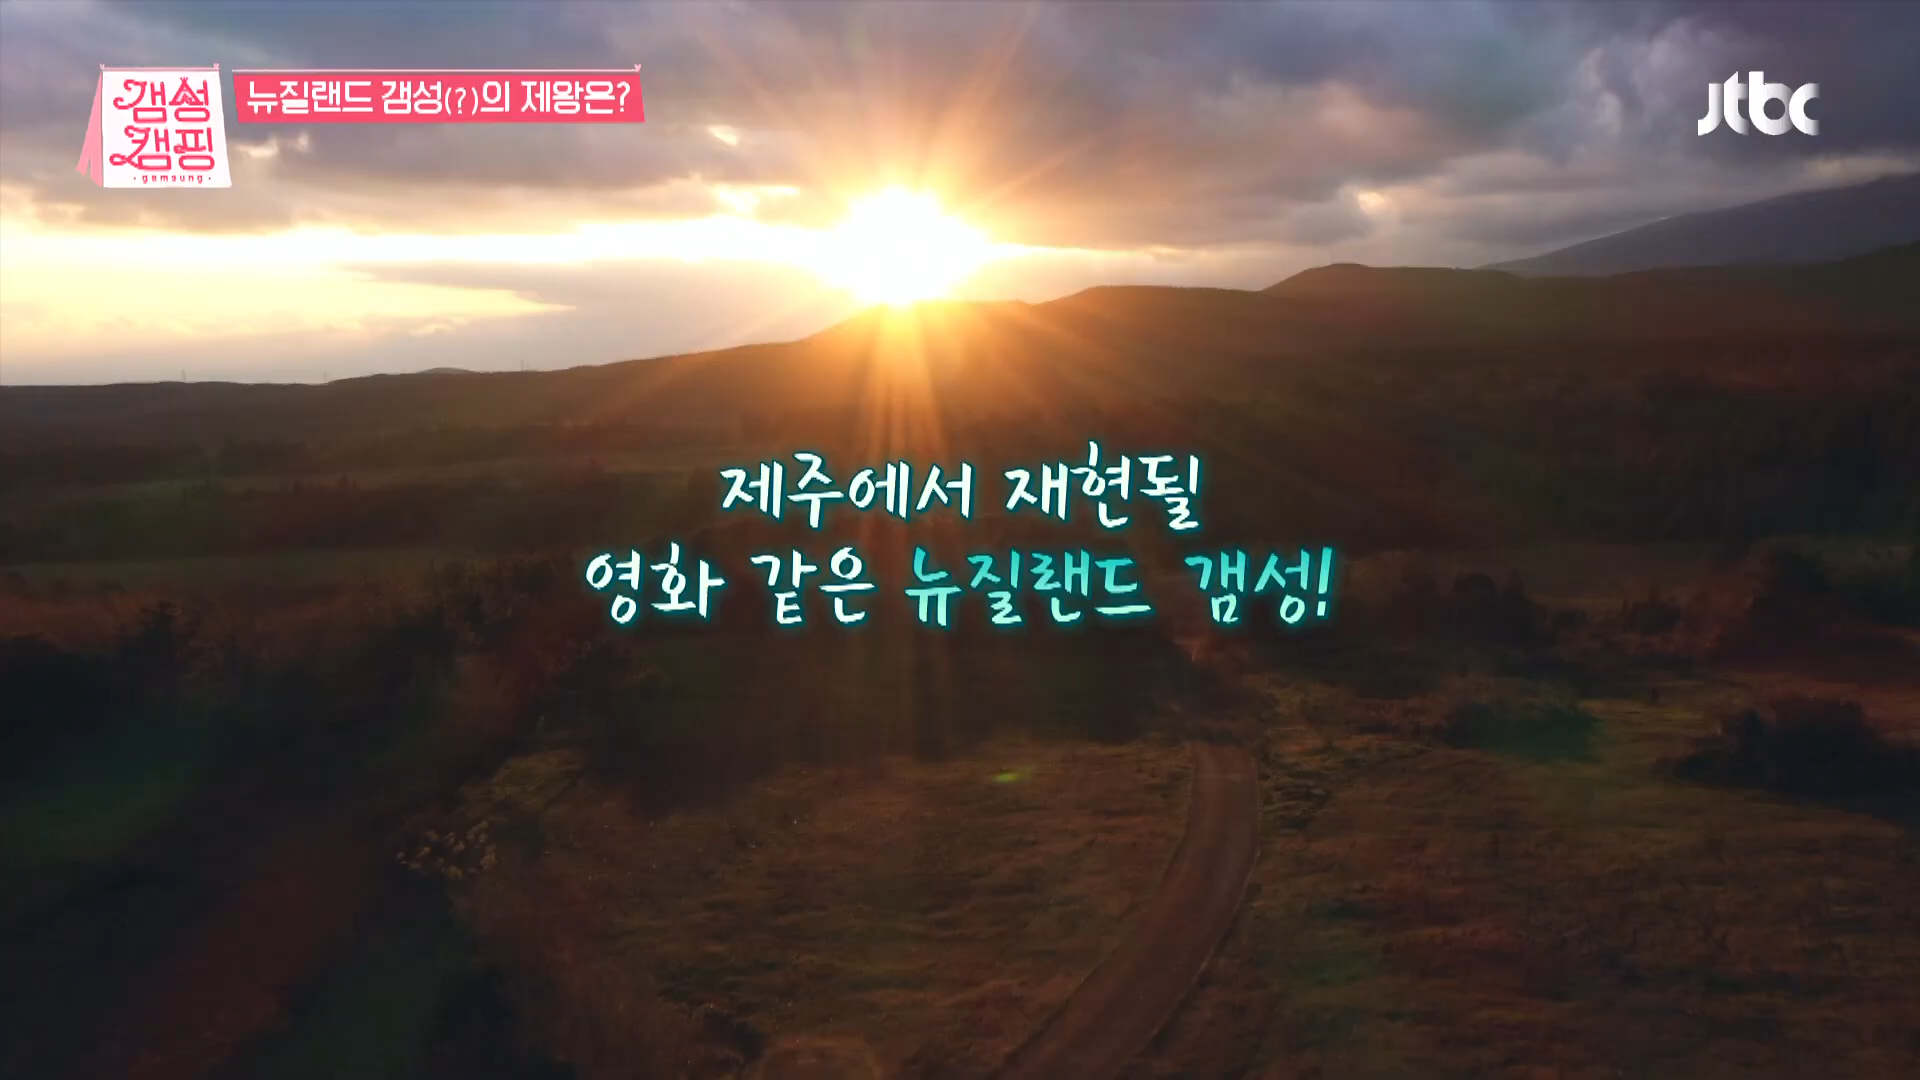 갬성
캠핑
gamsung
뉴질랜드 갬성(?)의 제왕은?
jtbc
제주에서 재현될
영화 같은 뉴질랜드 갬성!